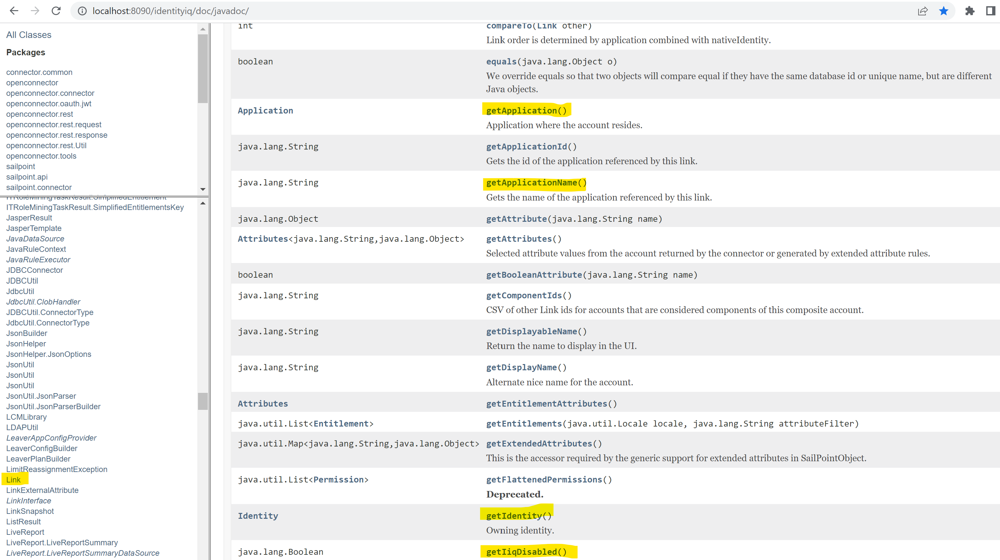 localhost:8090/identityiq/doc/javadoc/
All Classes
Packages
connector.common
openconnector
openconnector.connector
openconnector.oauth.jwt
openconnector.rest
openconnector.rest.request
openconnector.rest.response
openconnector.rest.Util
openconnector.tools
sailpoint
sailpoint.api
sailpoint.connector
ITRoleMiningTaskResult.SimplifiedEntitlement
ITRoleMiningTaskResult.SimplifiedEntitlementsKey
JasperResult
JasperTemplate
JavaDataSource
JavaRuleContext
JavaRuleExecutor
JDBCConnector
JDBCUtil
JdbcUtil
JdbcUtil.ClobHandler
JDBCUtil.ConnectorType
JdbcUtil.ConnectorType
JsonBuilder
JsonHelper
JsonHelper.JsonOptions
JsonUtil
JsonUtil
JsonUtil
JsonUtil.JsonParser
JsonUtil.JsonParserBuilder
LCMLibrary
LDAPUtil
LeaverAppConfigProvider
LeaverConfigBuilder
LeaverPlanBuilder
LimitReassignmentException
Link
LinkExternalAttribute
LinkInterface
LinkSnapshot
ListResult
LiveReport
LiveReport.LiveReportSummary
LiveReport.LiveReportSummaryDataSource
int compareTo(Link other)
Link order is determined by application combined with nativeIdentity.
boolean equals(java.lang.Object o)
We override equals so that two objects will compare equal if they have the same database id or unique name, but are different
Java objects.
Application getApplication()
Application where the account resides.
java.lang.String getApplicationId()
Gets the id of the application referenced by this link.
java.lang.String getApplicationName()
Gets the name of the application referenced by this link.
java.lang.Object getAttribute(java.lang.String name)
Attributes<java.lang.String,java.lang.Object> getAttributes()
Selected attribute values from the account returned by the connector or generated by extended attribute rules.
boolean getBooleanAttribute(java.lang.String name)
java.lang.String getComponentIds()
CSV of other Link ids for accounts that are considered components of this composite account.
java.lang.String getDisplayableName()
Return the name to display in the UI.
java.lang.String getDisplayName()
Alternate nice name for the account.
Attributes getEntitlementAttributes()
java.util.List<Entitlement> getEntitlements(java.util.Locale locale, java.lang.String attributeFilter)
java.util.Map<java.lang.String,java.lang.Object> getExtendedAttributes()
This is the accessor required by the generic support for extended attributes in SailPointObject.
java.util.List<Permission> getFlattenedPermissions()
Deprecated.
Identity getIdentity()
Owning identity.
java.lang.Boolean getIiqDisabled()